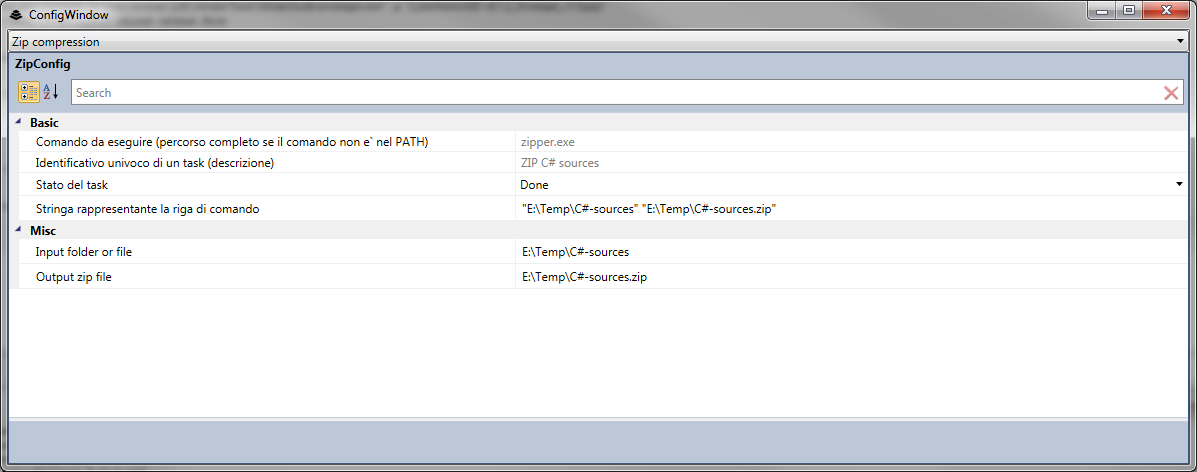 ConfigWindow
Zip compression
ZipConfig
Search
Basic
Comando da eseguire (percorso completo se il comando non e` nel PATH) zipper.exe
Identificativo univoco di un task (descrizione) ZIP C# sources
Stato del task Done
Stringa rappresentante la riga di comando "E:\Temp\C#-sources" "E:\Temp\C#-sources.zip"
Misc
Input folder or file E:\Temp\C#-sources
Output zip file E:\Temp\C#-sources.zip